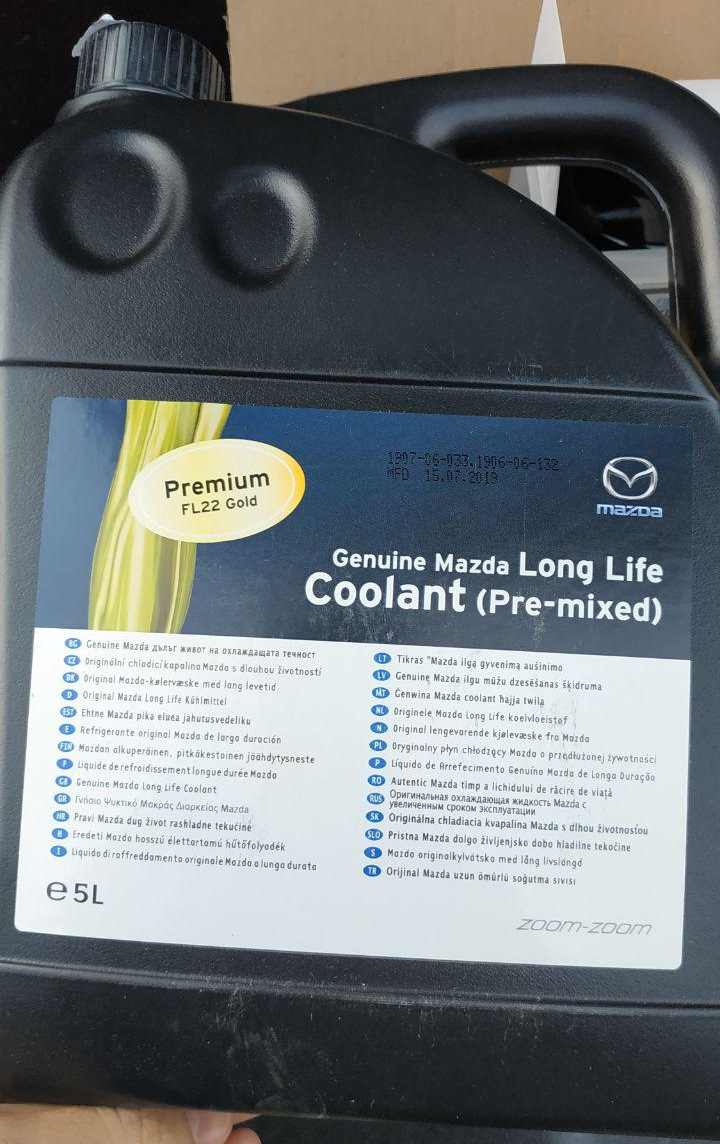 Premium
FL22 Gold
1907-06-033.1906-06-132
MFD 15.07.2019
mazda
Genuine Mazda Long Life
Coolant (Pre-mixed)
BG Genuine Mazda дълъг живот на охлаждащата течност
CZ Originální chladicí kapalina Mazda s dlouhou životností
DK Original Mazda-kølervæske med lang levetid
D Original Mazda Long Life Kühlmittel
EST Ehtne Mazda pika eluea jahutusvedeliku
E Refrigerante original Mazda de larga duración
FIN Mazdan alkuperäinen, pitkäkestoinen jäähdytysneste
F Liquide de refroidissement longue durée Mazda
GB Genuine Mazda Long Life Coolant
GR Γνήσιο Ψυκτικό Μακράς Διαρκείας Mazda
HR Pravi Mazda dug život rashladne tekućine
H Eredeti Mazda hosszú élettartamú hűtőfolyadék
I Liquido di raffreddamento originale Mazda a lunga durata
LT Tikras "Mazda ilgą gyvenimą aušinimo
LV Genuine Mazda ilgu mūžu dzesēšanas šķidruma
MT Ġenwina Mazda coolant ħajja twila
NL Originele Mazda Long Life koelvloeistof
N Original lengevarende kjølevæske fra Mazda
PL Oryginalny płyn chłodzący Mazda o przedłużonej żywotności
P Líquido de Arrefecimento Genuíno Mazda de Longa Duração
RO Autentic Mazda timp a lichidului de răcire de viață
RUS Оригинальная охлаждающая жидкость Mazda с
увеличенным сроком эксплуатации
SK Originálna chladiacia kvapalina Mazda s dlhou životnosťou
SLO Pristna Mazda dolgo življenjsko dobo hladilne tekočine
S Mazda originalkylvätska med lång livslängd
TR Orijinal Mazda uzun ömürlü soğutma sıvısı
e 5L
zoom-zoom